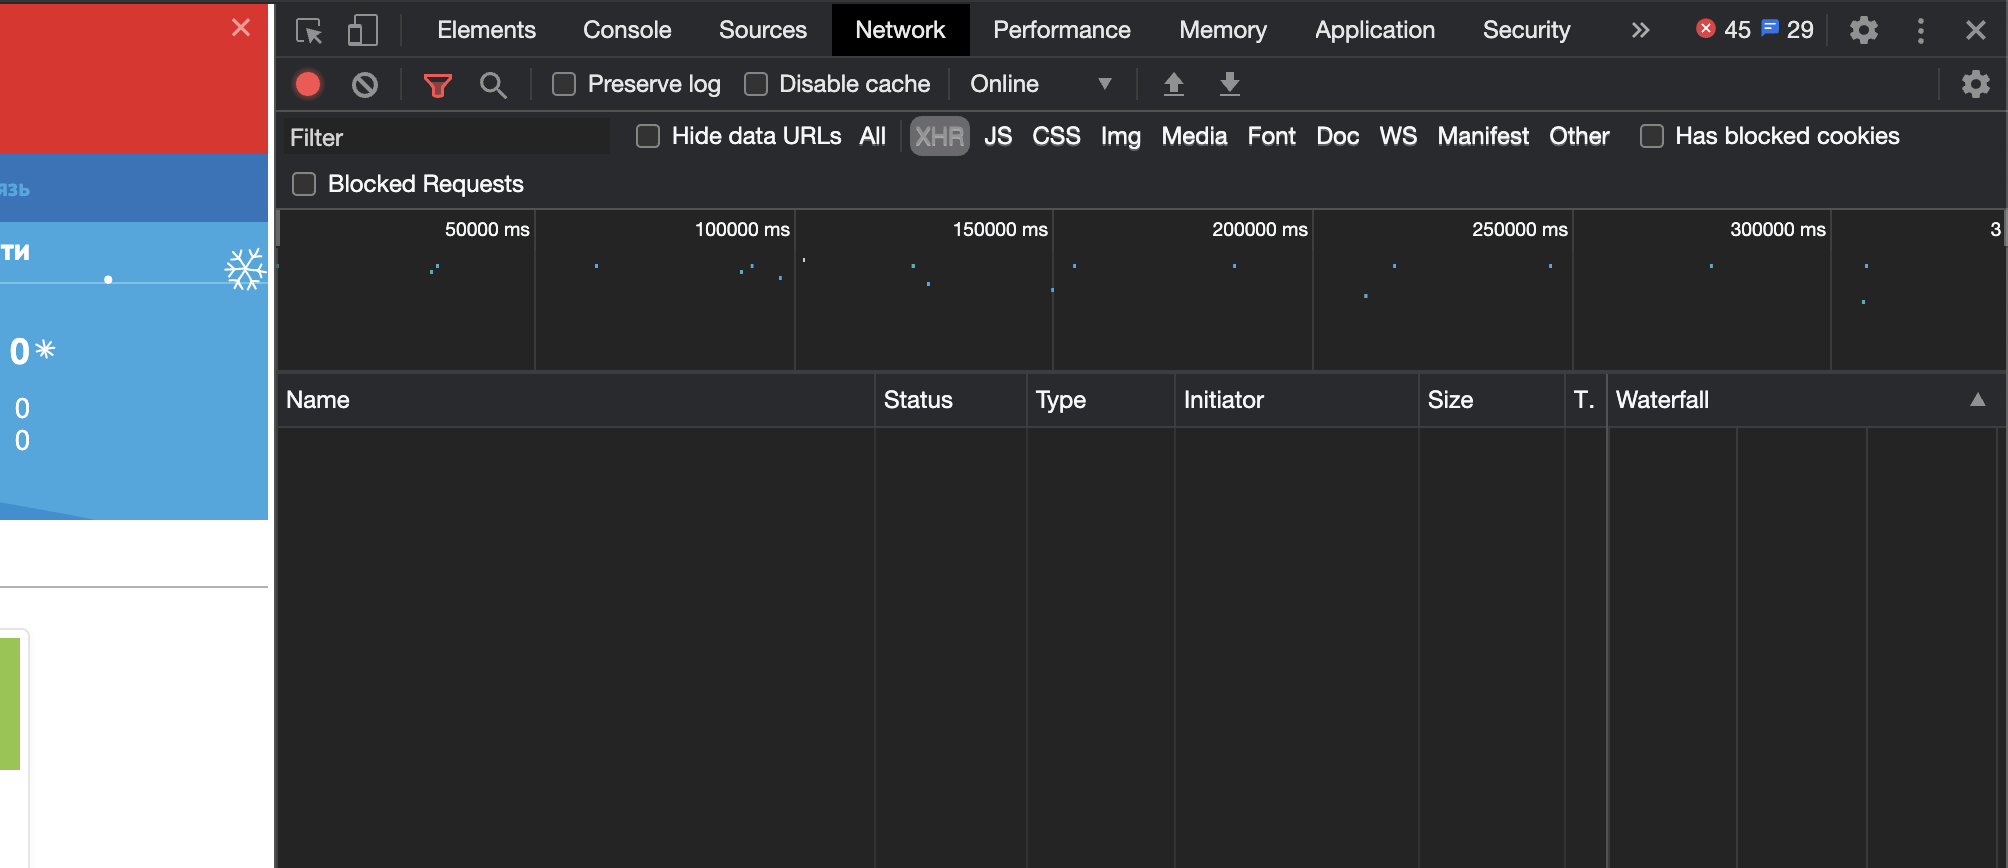 Elements Console Sources Network Performance Memory Application Security » 45 29
Preserve log Disable cache Online
Filter Hide data URLs All XHR JS CSS Img Media Font Doc WS Manifest Other Has blocked cookies
Blocked Requests
50000 ms 100000 ms 150000 ms 200000 ms 250000 ms 300000 ms 3
Name Status Type Initiator Size T. Waterfall
язь
ти
0
0
0